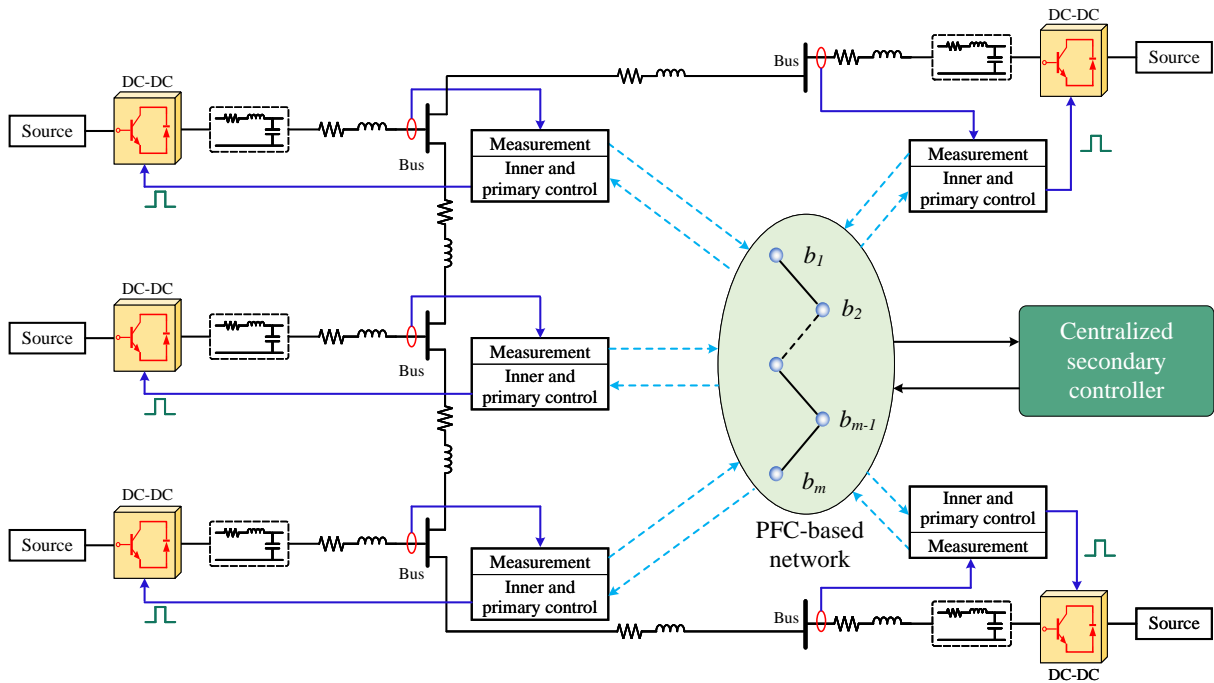 DC-DC
Source
Bus
Measurement
Inner and
primary control
Bus
DC-DC
Source
Measurement
Inner and
primary control
DC-DC
Source
Bus
Measurement
Inner and
primary control
b1
b2
bm-1
bm
PFC-based
network
Centralized
secondary
controller
DC-DC
Source
Bus
Measurement
Inner and
primary control
Inner and
primary control
Measurement
Bus
Source
DC-DC